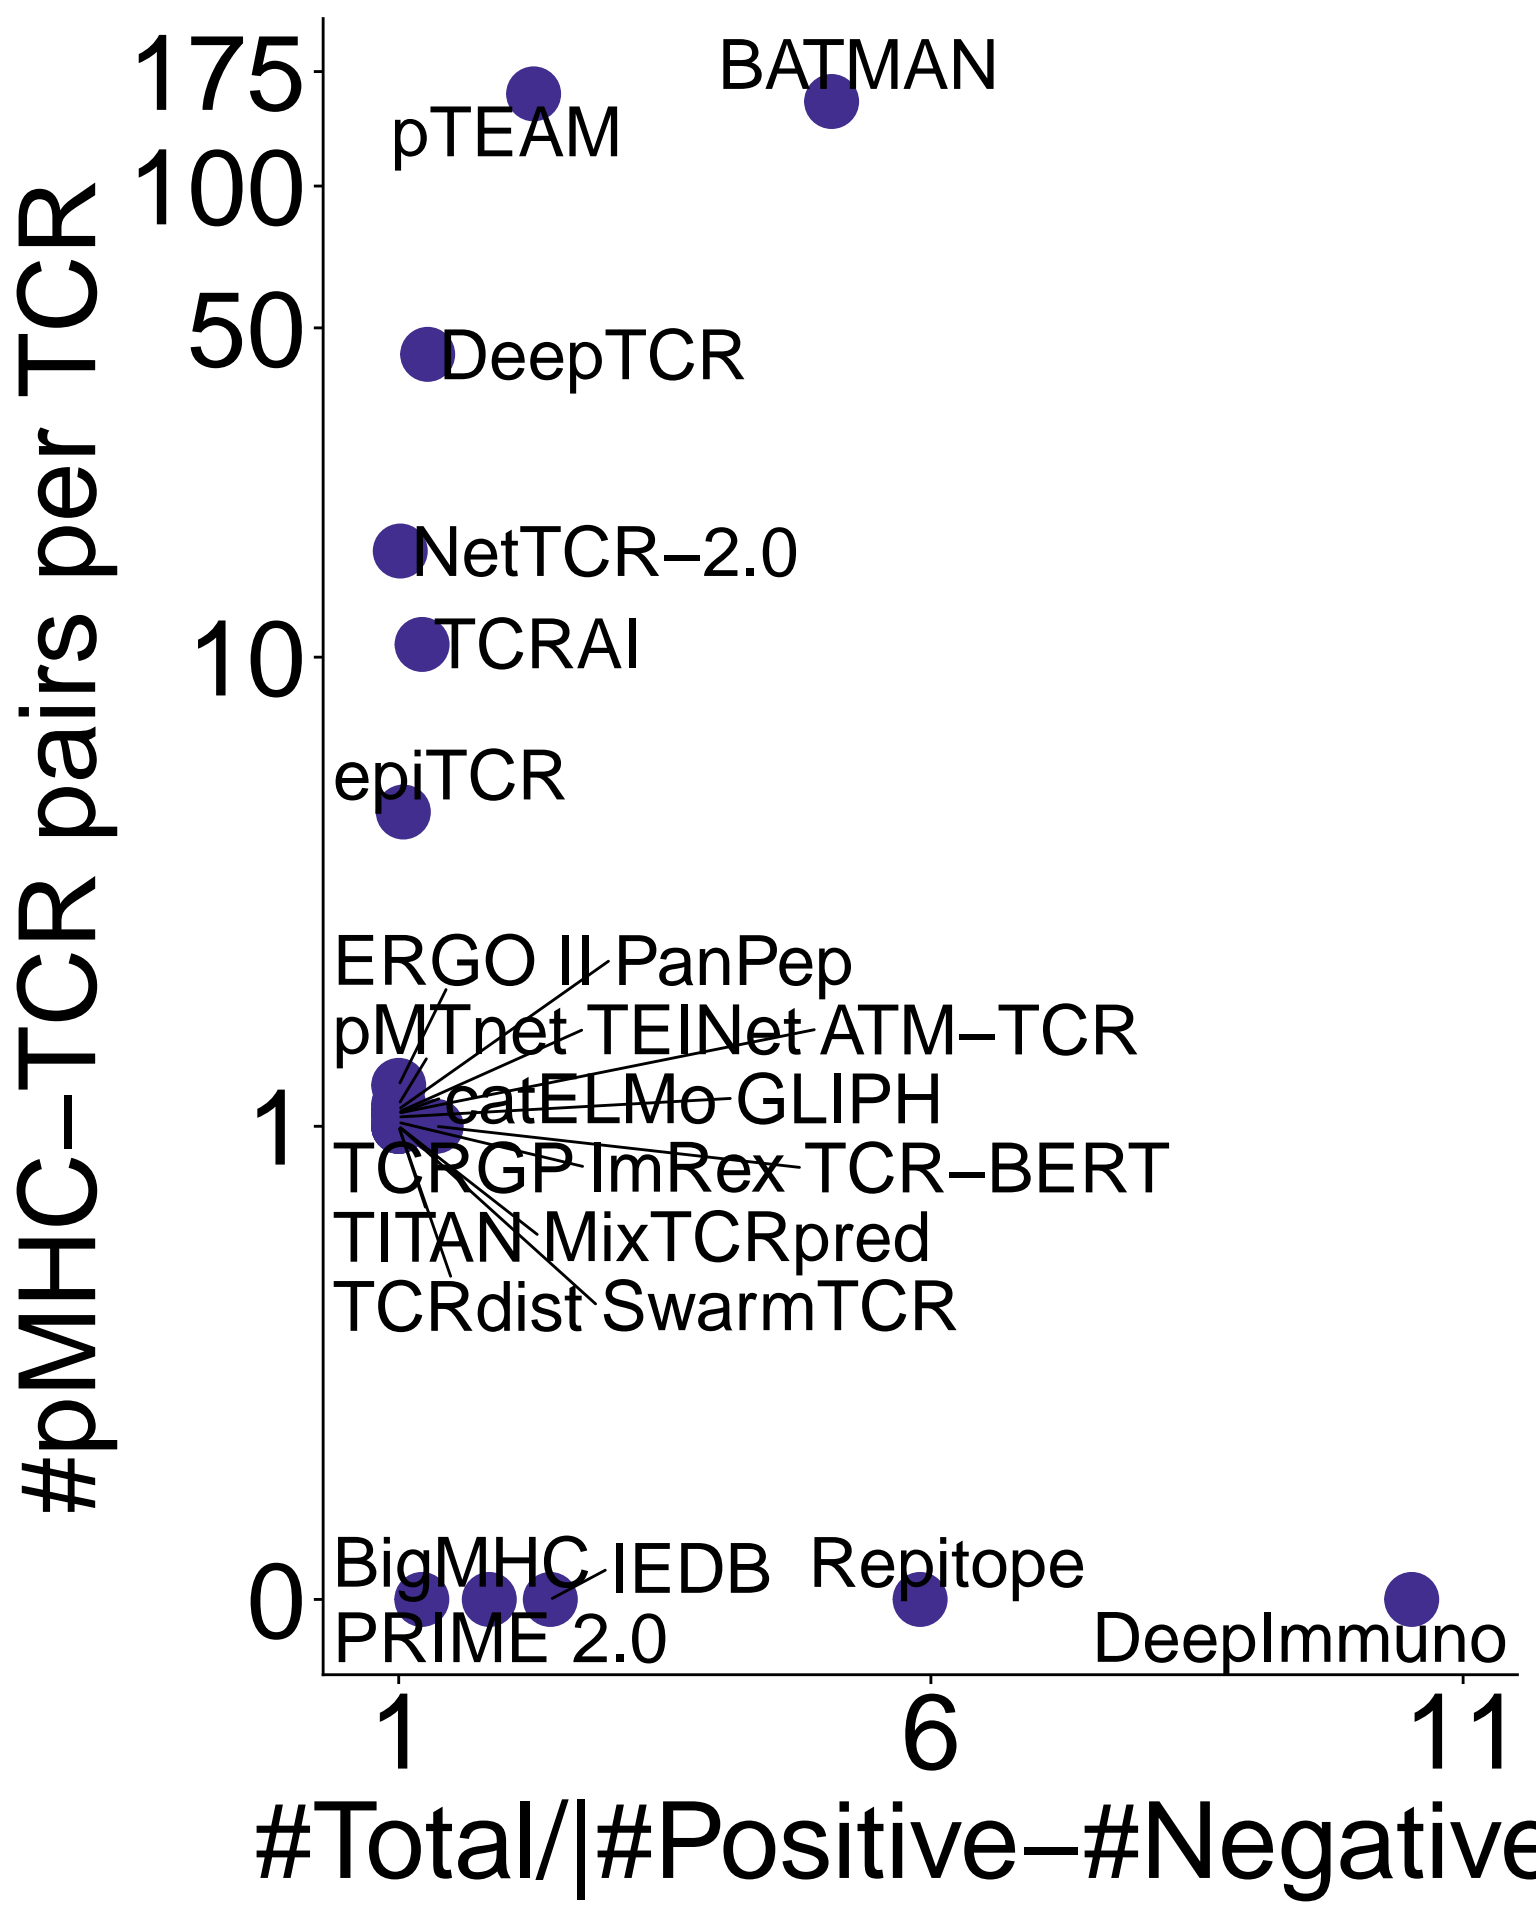 #pMHC–TCR pairs per TCR
175
100
50
10
1
0
BATMAN
pTEAM
DeepTCR
NetTCR–2.0
TCRAI
epiTCR
ERGO II PanPep
pMTnet TEINet ATM–TCR
catELMo GLIPH
TCRGP ImRex TCR–BERT
TITAN MixTCRpred
TCRdist SwarmTCR
BigMHC IEDB Repitope
PRIME 2.0 DeepImmuno
1 6 11
#Total/|#Positive–#Negative